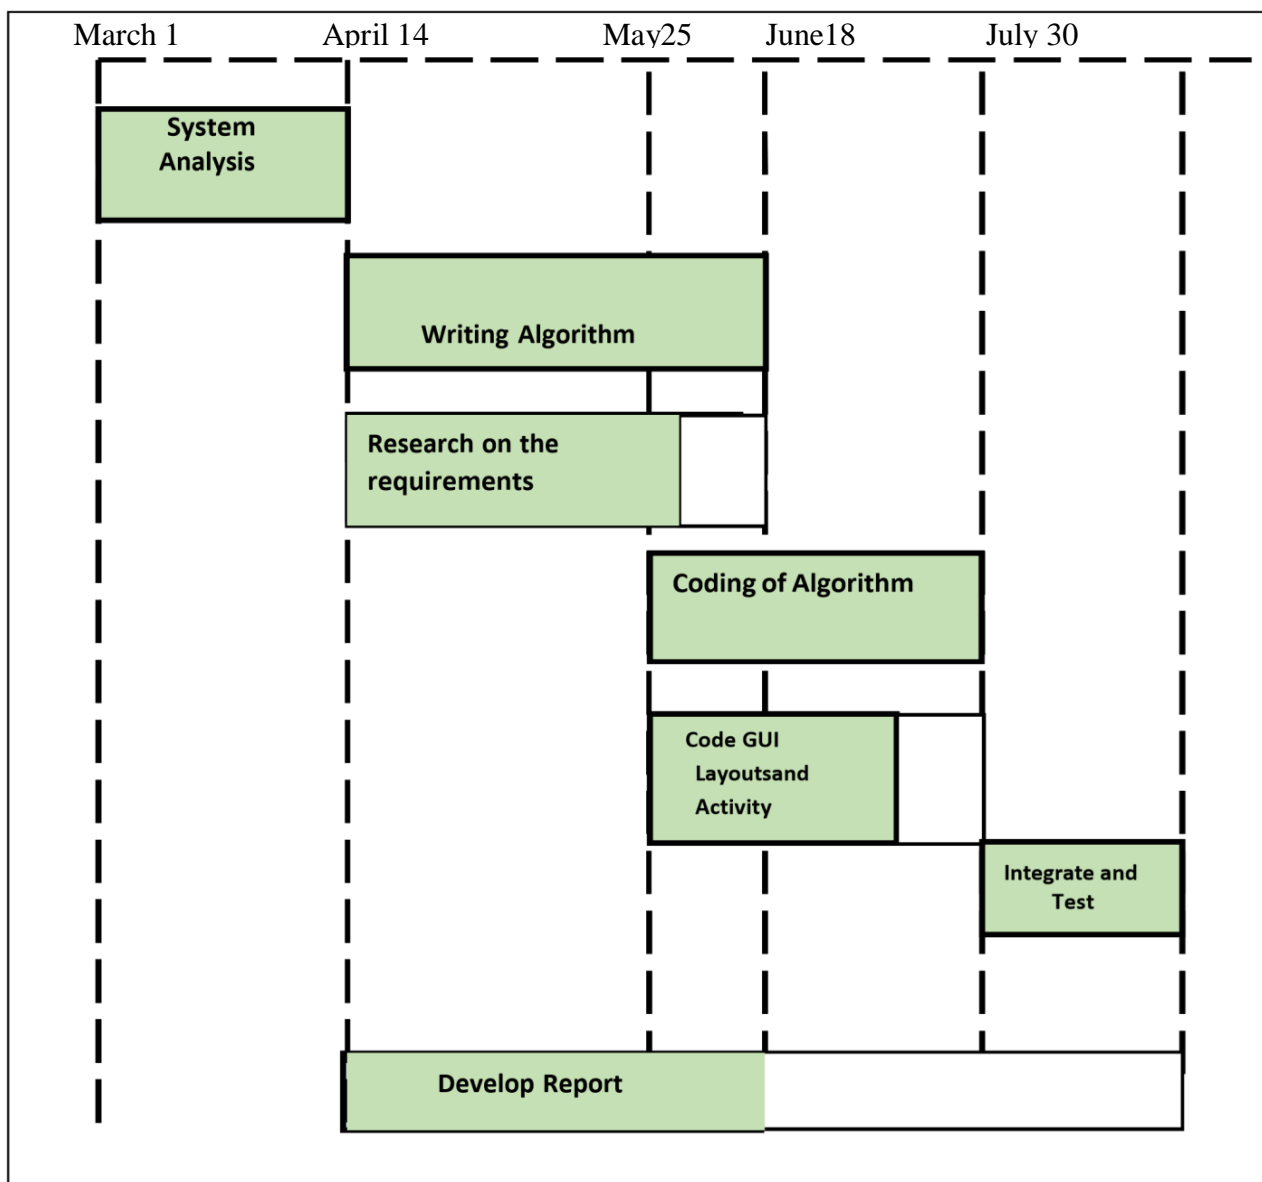 March 1 April 14 May25 June18 July 30
System
Analysis
Writing Algorithm
Research on the
requirements
Coding of Algorithm
Code GUI
Layoutsand
Activity
Integrate and
Test
Develop Report